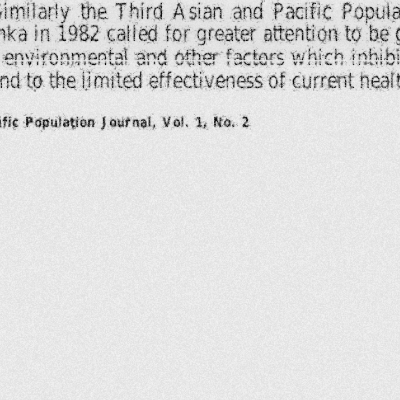 Similarly the Third Asian and Pacific Popula
nka in 1982 called for greater attention to be g
environmental and other factors which inhibi
nd to the limited effectiveness of current healt
ific Population Journal, Vol. 1, No. 2